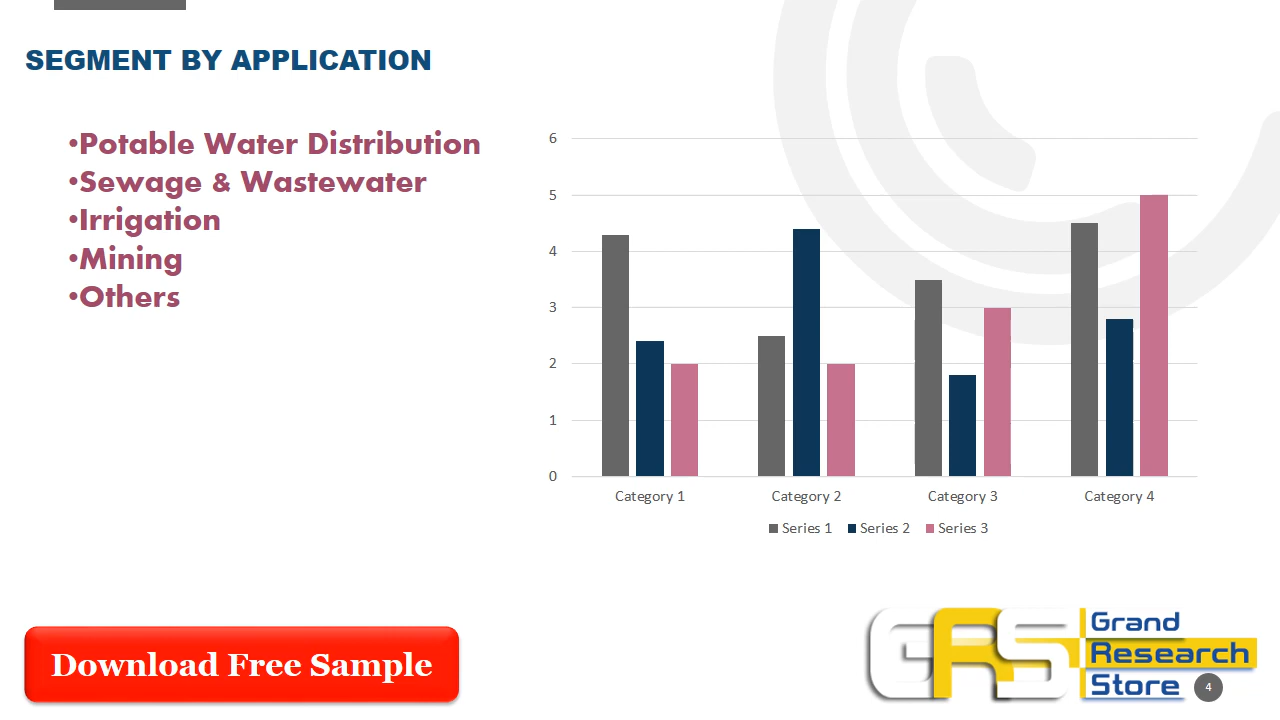 SEGMENT BY APPLICATION
•Potable Water Distribution
•Sewage & Wastewater
•Irrigation
•Mining
•Others
6
5
4
3
2
1
0
Category 1 Category 2 Category 3 Category 4
Series 1 Series 2 Series 3
Download Free Sample
GRS
Grand
Research
Store
4